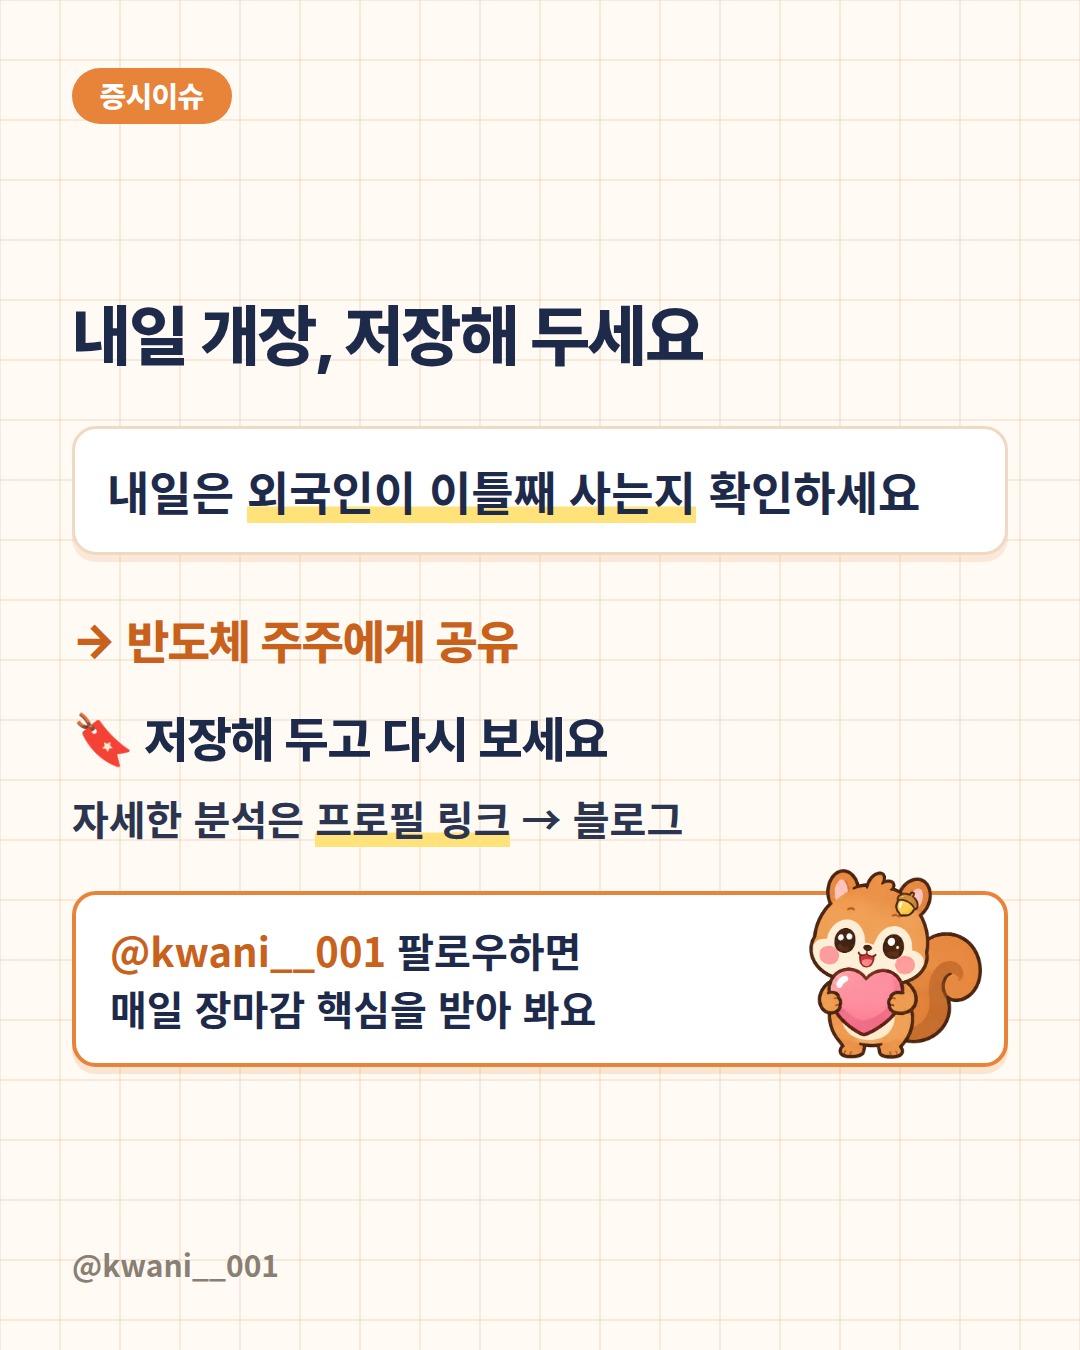 증시이슈
내일 개장, 저장해 두세요
내일은 외국인이 이틀째 사는지 확인하세요
→ 반도체 주주에게 공유
🔖 저장해 두고 다시 보세요
자세한 분석은 프로필 링크 → 블로그
@kwani__001 팔로우하면
매일 장마감 핵심을 받아 봐요
@kwani__001